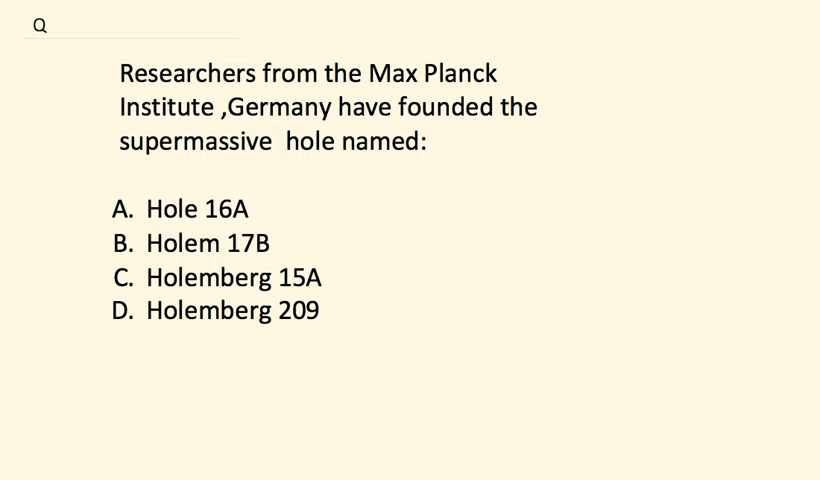 Q
Researchers from the Max Planck
Institute ,Germany have founded the
supermassive  hole named:
A. Hole 16A
B. Holem 17B
C. Holemberg 15A
D. Holemberg 209